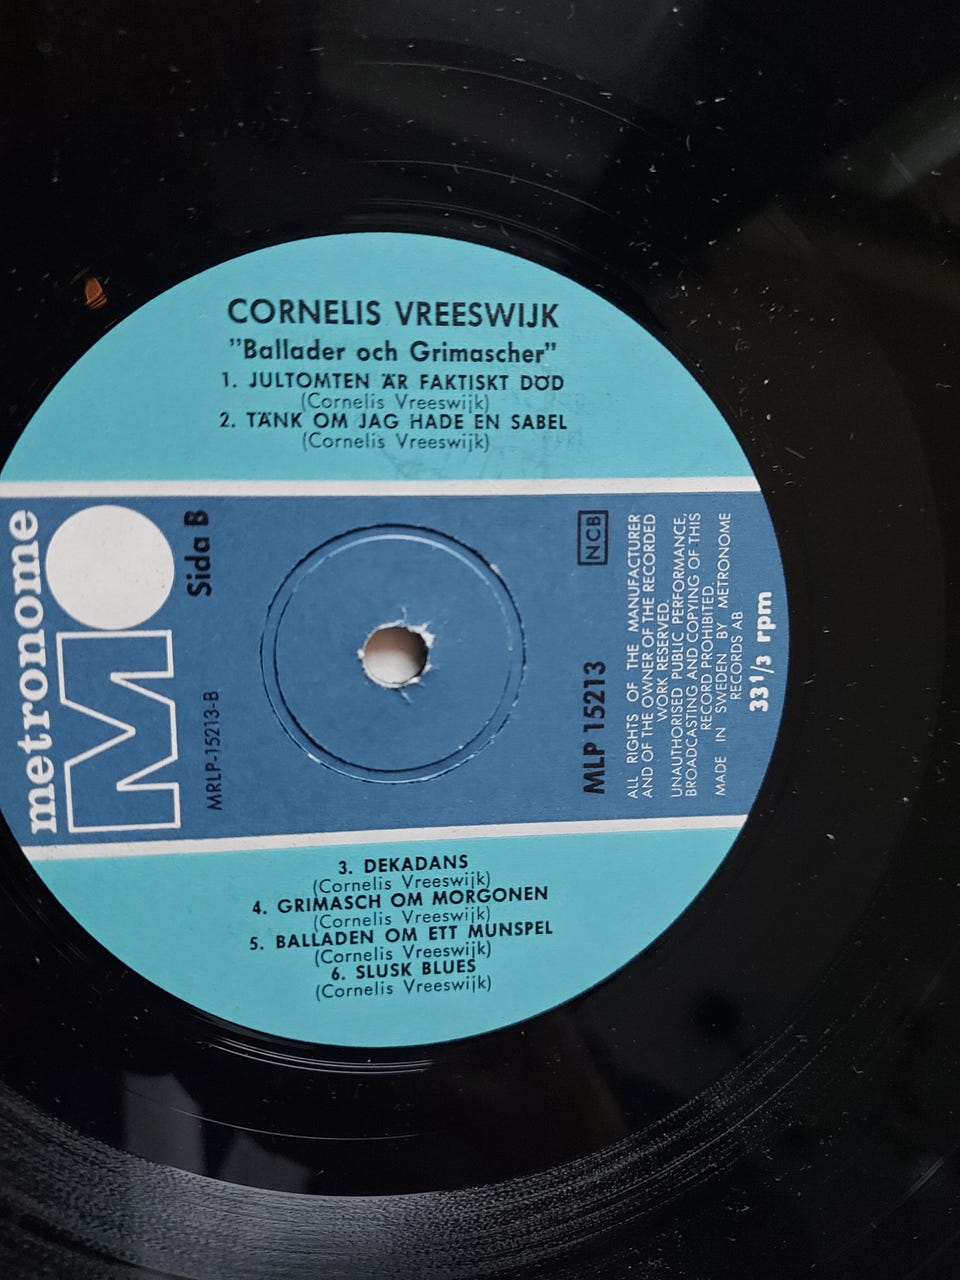 CORNELIS VREESWIJK
"Ballader och Grimascher"
1. JULTOMTEN ÄR FAKTISKT DÖD
(Cornelis Vreeswijk)
2. TÄNK OM JAG HADE EN SABEL
(Cornelis Vreeswijk)
metronome
M
Sida B
MRLP-15213-B
NCB
MLP 15213
ALL RIGHTS OF THE MANUFACTURER
AND OF THE OWNER OF THE RECORDED
WORK RESERVED.
UNAUTHORISED PUBLIC PERFORMANCE,
BROADCASTING AND COPYING OF THIS
RECORD PROHIBITED.
MADE IN SWEDEN BY METRONOME
RECORDS AB
33 1/3 rpm
3. DEKADANS
(Cornelis Vreeswijk)
4. GRIMASCH OM MORGONEN
(Cornelis Vreeswijk)
5. BALLADEN OM ETT MUNSPEL
(Cornelis Vreeswijk)
6. SLUSK BLUES
(Cornelis Vreeswijk)